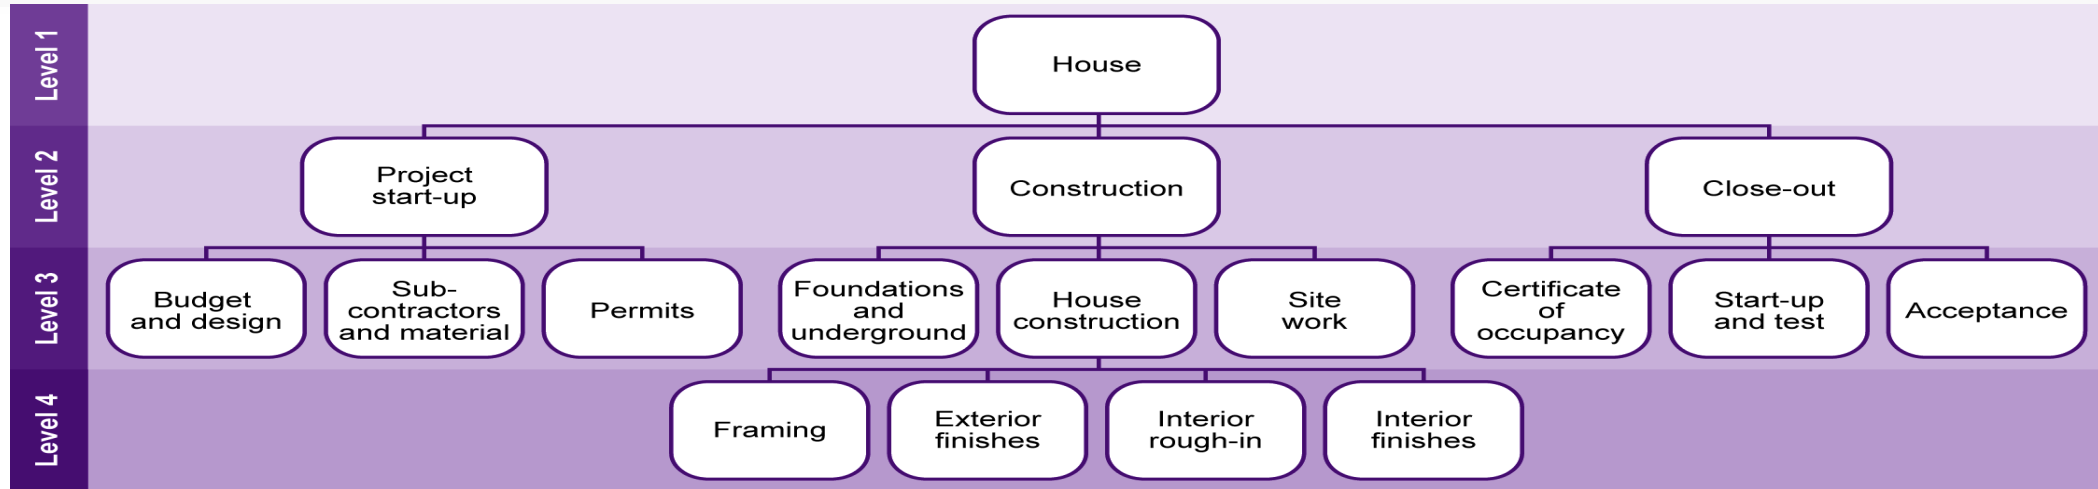 Level 1
House
Level 2
Project
start-up
Construction
Close-out
Level 3
Budget
and design
Sub-
contractors
and material
Permits
Foundations
and
underground
House
construction
Site
work
Certificate
of
occupancy
Start-up
and test
Acceptance
Level 4
Framing
Exterior
finishes
Interior
rough-in
Interior
finishes